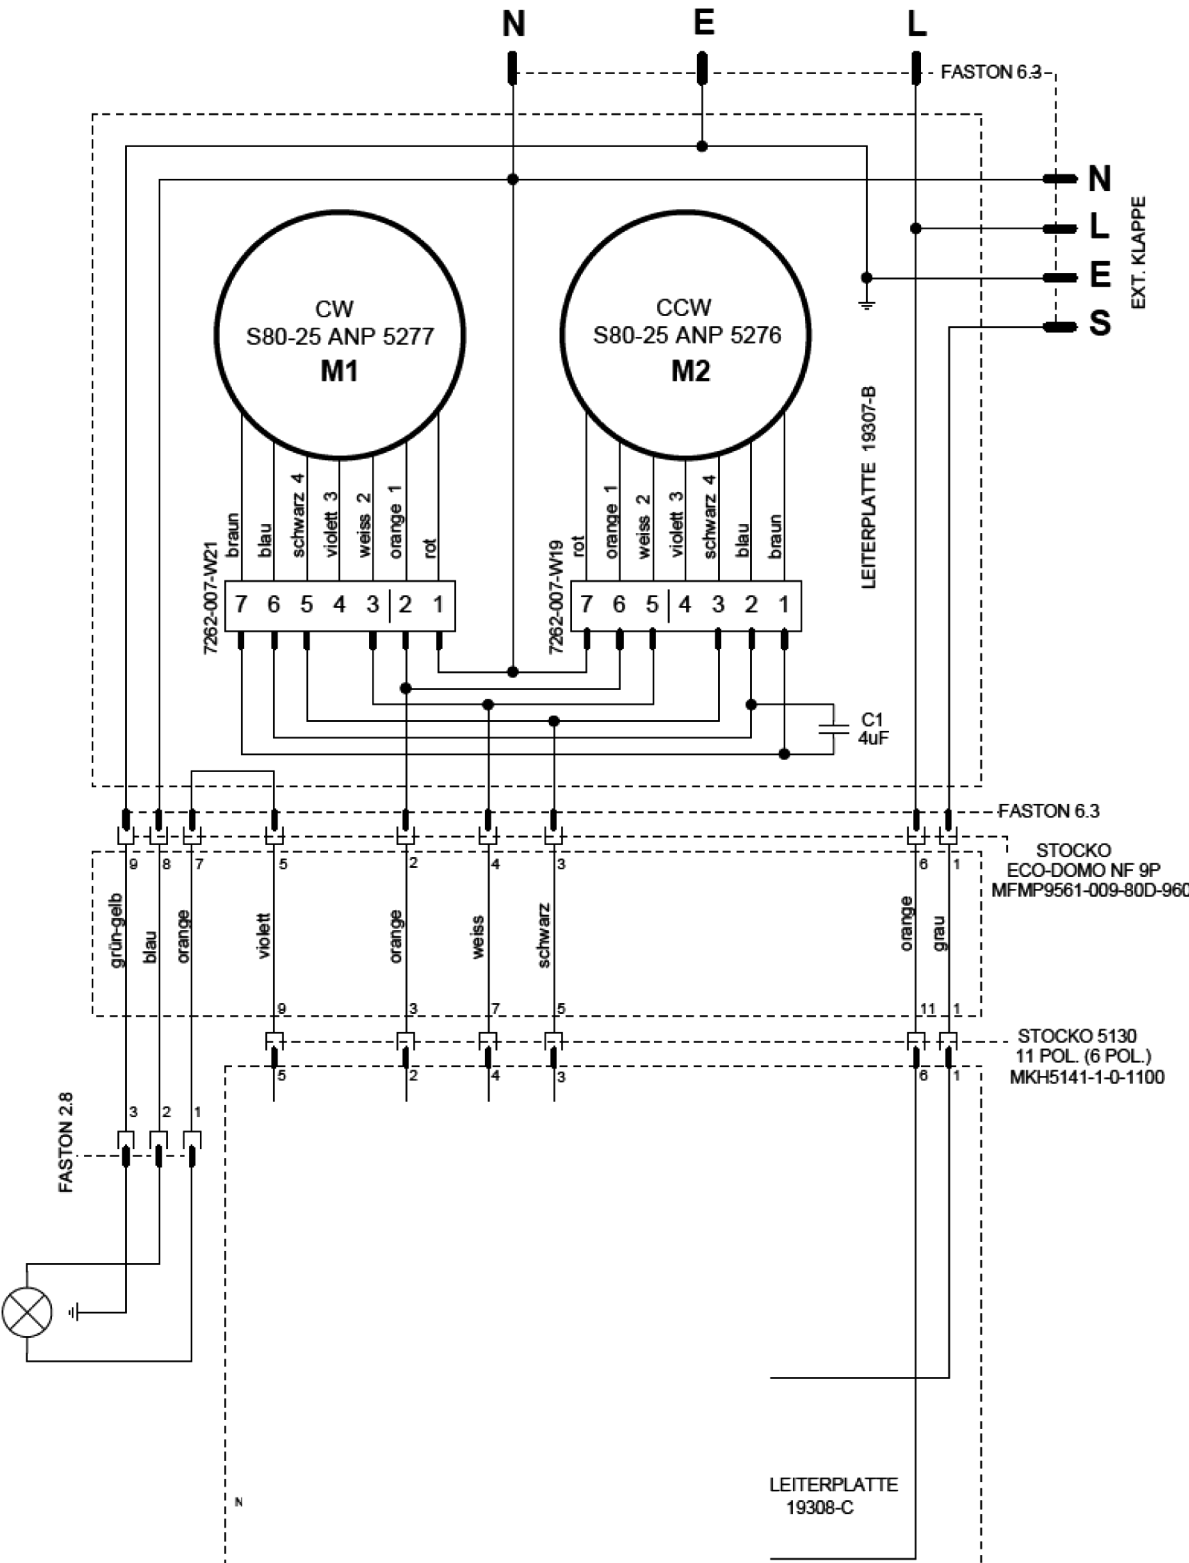 N E L
FASTON 6.3
N
L
E
S
EXT. KLAPPE
CW
S80-25 ANP 5277
M1
CCW
S80-25 ANP 5276
M2
LEITERPLATTE 19307-B
7262-007-W21
braun
blau
schwarz 4
violett 3
weiss 2
orange 1
rot
7 6 5 4 3 2 1
7262-007-W19
rot
orange 1
weiss 2
violett 3
schwarz 4
blau
braun
7 6 5 4 3 2 1
C1
4uF
FASTON 6.3
STOCKO
ECO-DOMO NF 9P
MFMP9561-009-80D-960
9 8 7 5 2 4 3 6 1
grün-gelb
blau
orange
violett
orange
weiss
schwarz
orange
grau
9 3 7 5 11 1
STOCKO 5130
11 POL. (6 POL.)
MKH5141-1-0-1100
5 2 4 3 6 1
FASTON 2.8
3 2 1
LEITERPLATTE
19308-C
N